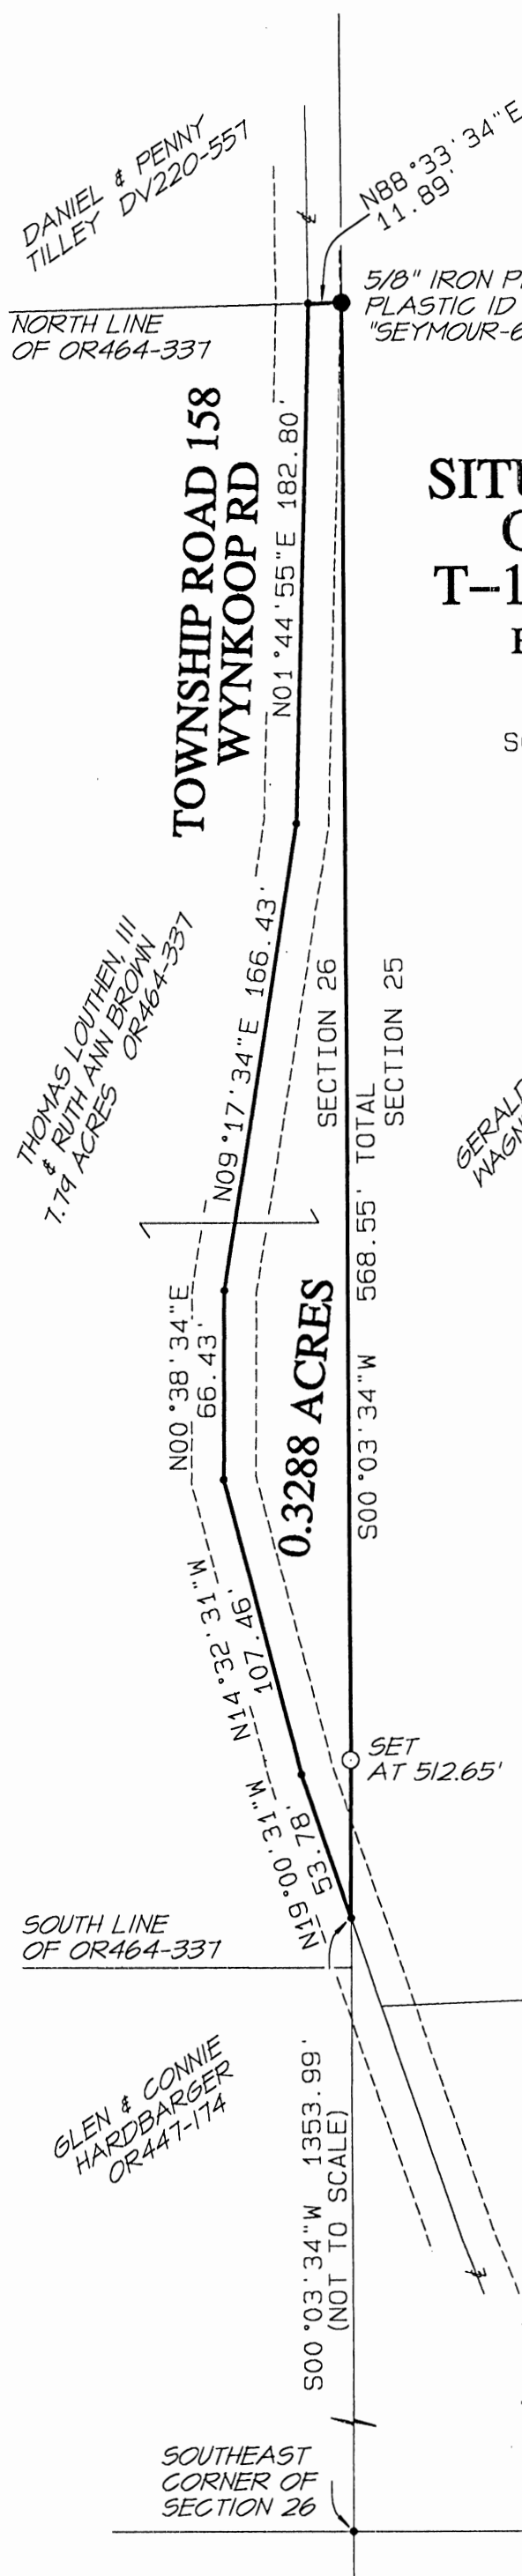 DANIEL & PENNY
TILLEY DV220-557
N88°33'34"E
11.89'
5/8" IRON
PLASTIC ID
"SEYMOUR-6
NORTH LINE
OF OR464-337
TOWNSHIP ROAD 158
WYNKOOP RD
N01°44'55"E 182.80'
T-1
THOMAS LOUTHEN, III
& RUTH ANN BROWN
7.79 ACRES OR464-337
N09°17'34"E 166.43'
SECTION 26
SECTION 25
S00°03'34"W 568.55' TOTAL
GERALD
WAGN
N00°38'34"E
66.43'
0.3288 ACRES
N14°32'31"W
107.46'
SET
AT 512.65'
N19°00'31"W
53.78'
SOUTH LINE
OF OR464-337
GLEN & CONNIE
HARDBARGER
OR447-174
S00°03'34"W 1353.99'
(NOT TO SCALE)
SOUTHEAST
CORNER OF
SECTION 26